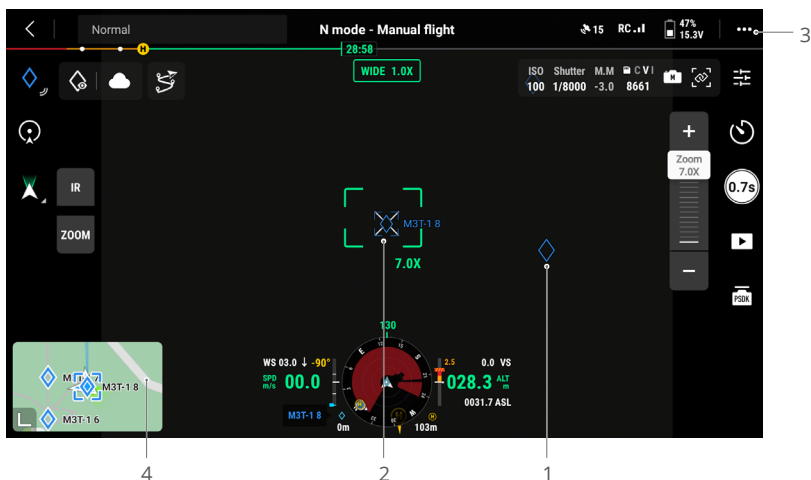 Normal
N mode - Manual flight
15
RC
47%
15.3V
3
28:58
WIDE 1.0X
ISO Shutter M.M C V I
100 1/8000 -3.0 8661
M
+
Zoom
7.0X
0.7s
IR
ZOOM
M3T-1 8
7.0X
PSDK
130
WS 03.0 ↓ -90°
2.5 0.0 VS
SPD
m/s
00.0
028.3
ALT
m
0031.7 ASL
E
S
W
M3T-1 8
0m
H
103m
M3T-1 8
M3T-1 6
4
2
1